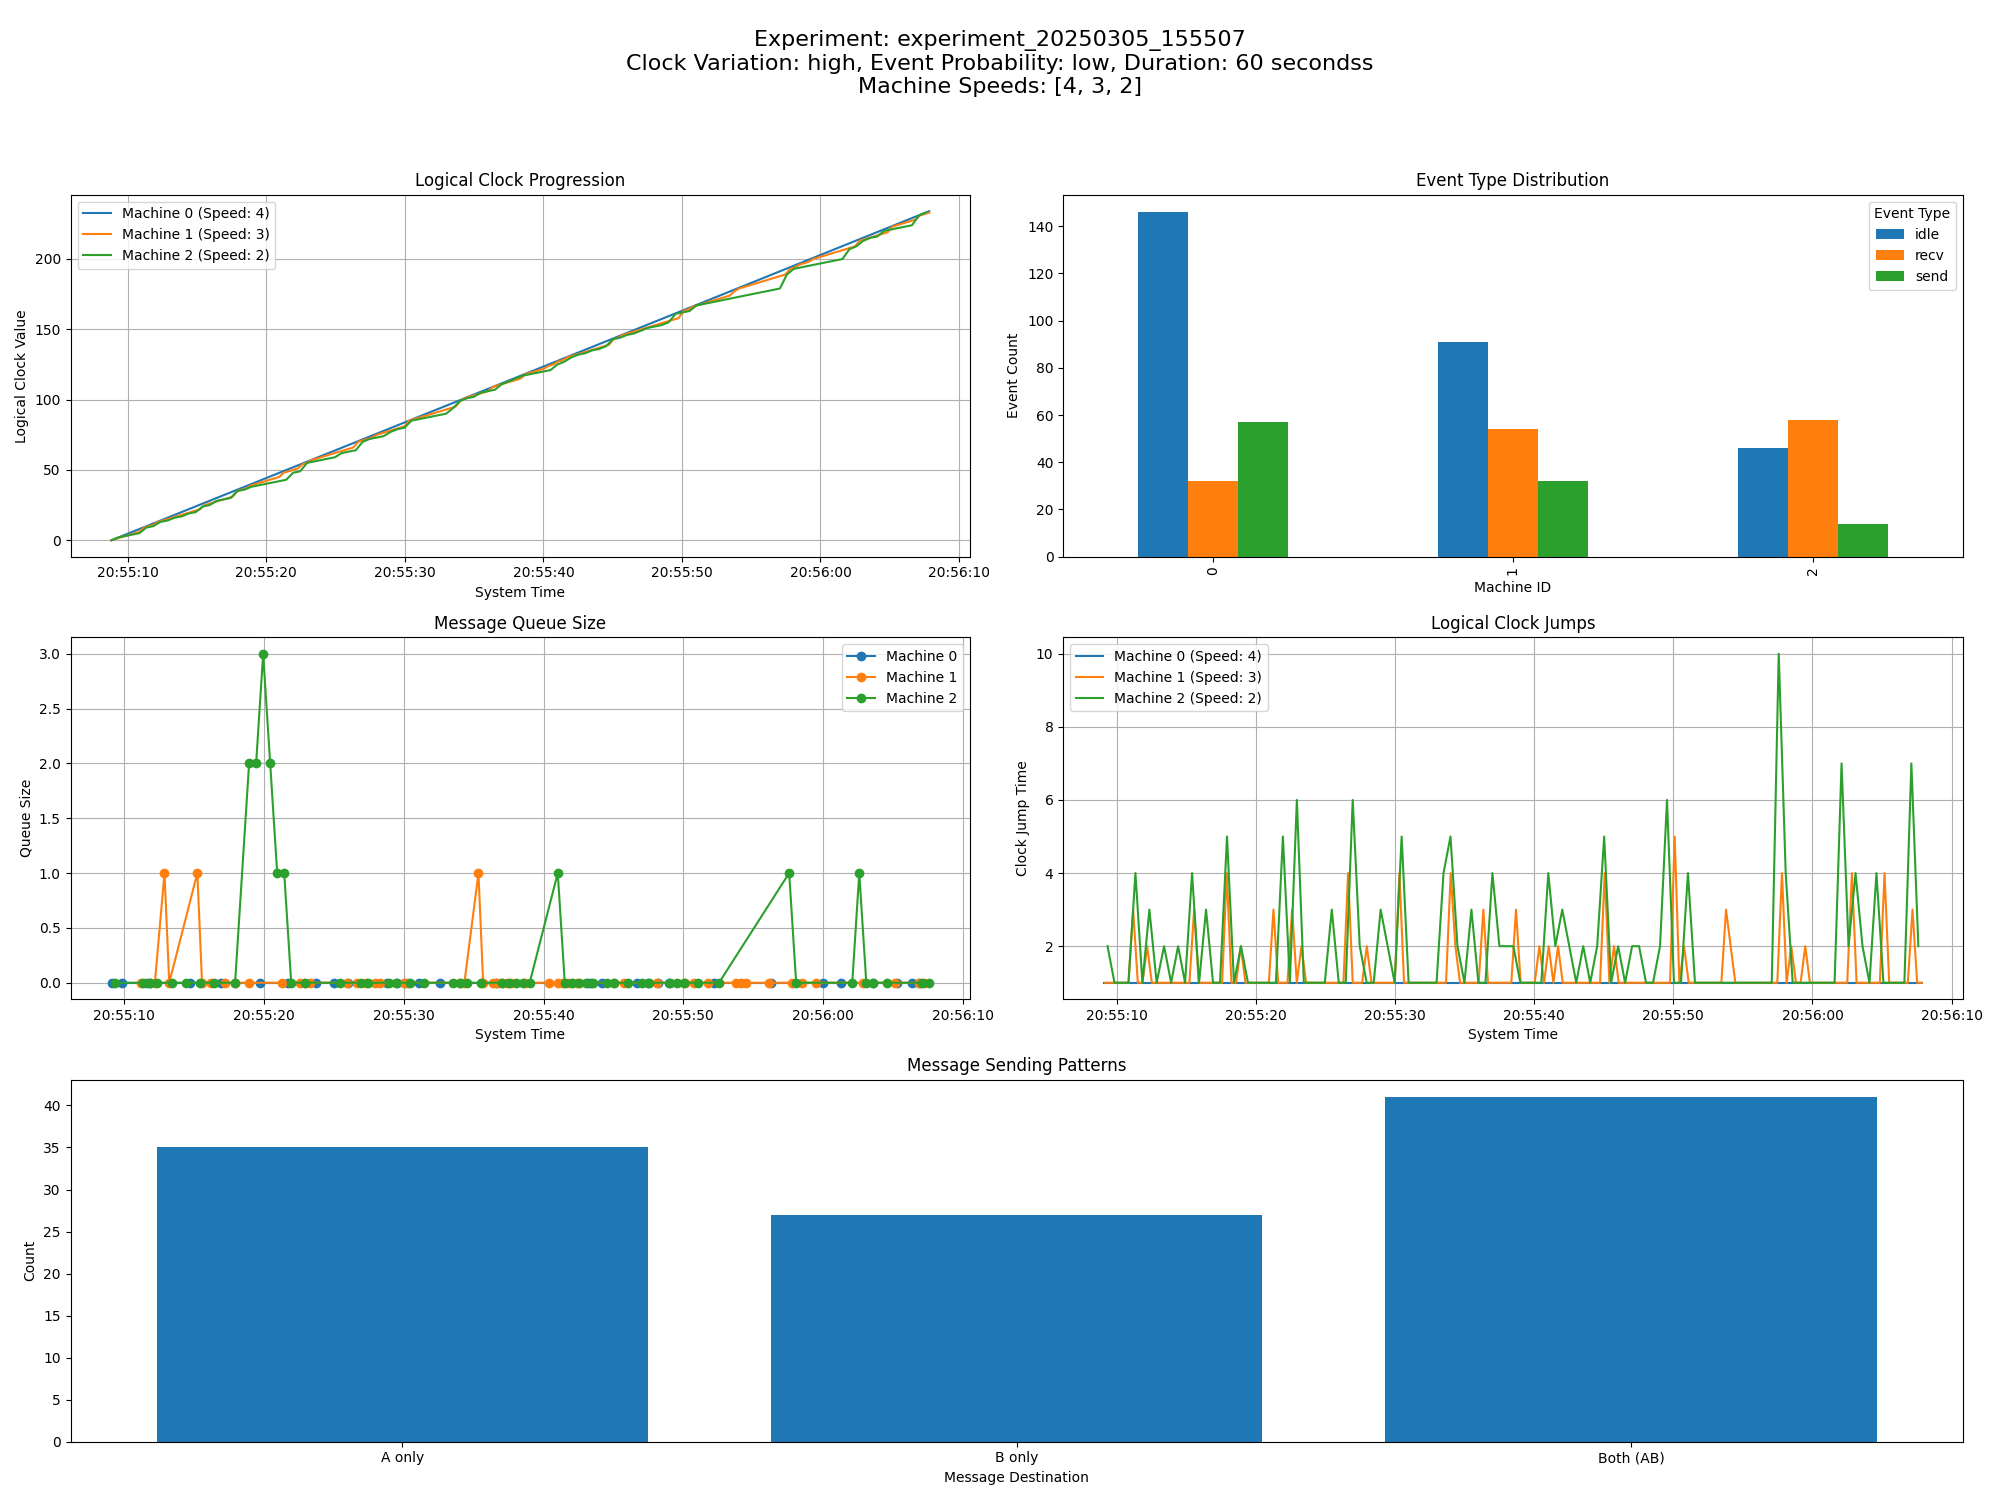 Experiment: experiment_20250305_155507
Clock Variation: high, Event Probability: low, Duration: 60 secondss
Machine Speeds: [4, 3, 2]
Logical Clock Progression
Logical Clock Value
200
150
100
50
0
Machine 0 (Speed: 4)
Machine 1 (Speed: 3)
Machine 2 (Speed: 2)
20:55:10 20:55:20 20:55:30 20:55:40 20:55:50 20:56:00 20:56:10
System Time
Event Type Distribution
Event Count
140
120
100
80
60
40
20
0
Event Type
idle
recv
send
0 1 2
Machine ID
Message Queue Size
Queue Size
3.0
2.5
2.0
1.5
1.0
0.5
0.0
Machine 0
Machine 1
Machine 2
20:55:10 20:55:20 20:55:30 20:55:40 20:55:50 20:56:00 20:56:10
System Time
Logical Clock Jumps
Clock Jump Time
10
8
6
4
2
Machine 0 (Speed: 4)
Machine 1 (Speed: 3)
Machine 2 (Speed: 2)
20:55:10 20:55:20 20:55:30 20:55:40 20:55:50 20:56:00 20:56:10
System Time
Message Sending Patterns
Count
40
35
30
25
20
15
10
5
0
A only B only Both (AB)
Message Destination